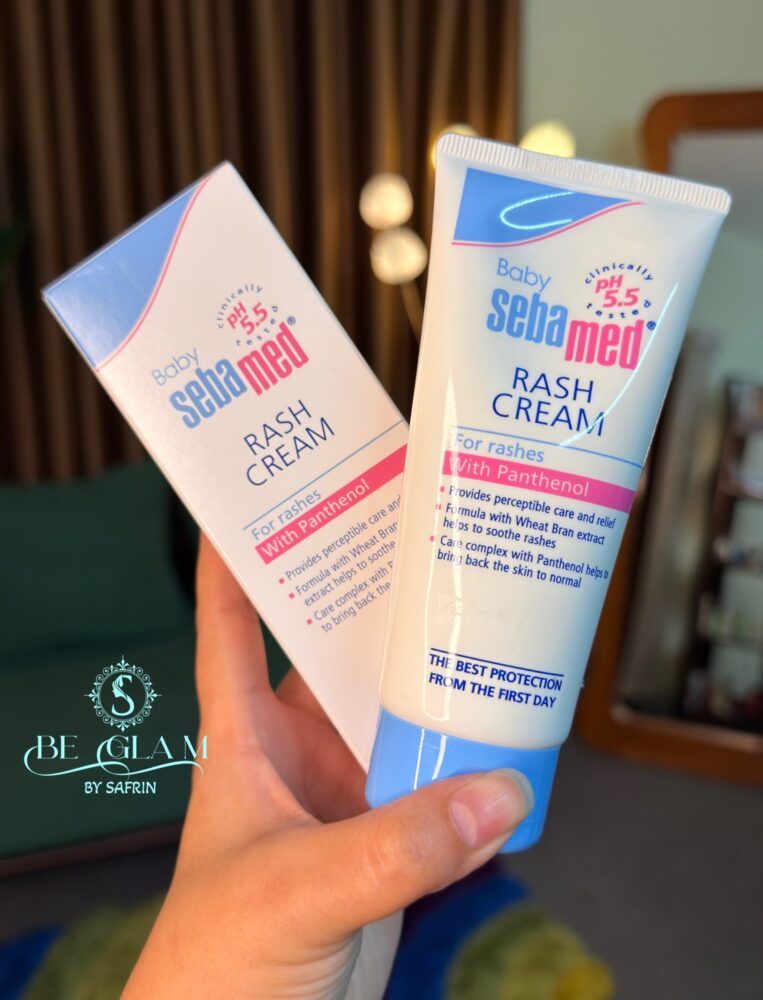 Baby
sebamed®
clinically tested
pH
5.5
RASH
CREAM
For rashes
With Panthenol
Provides perceptible care and
Formula with Wheat Bran
extract helps to soothe
Care complex with
to bring back the
Baby
sebamed®
clinically tested
pH
5.5
RASH
CREAM
For rashes
With Panthenol
Provides perceptible care and relief
Formula with Wheat Bran extract
helps to soothe rashes
Care complex with Panthenol helps to
bring back the skin to normal
THE BEST PROTECTION
FROM THE FIRST DAY
S
BE GLAM
BY SAFRIN